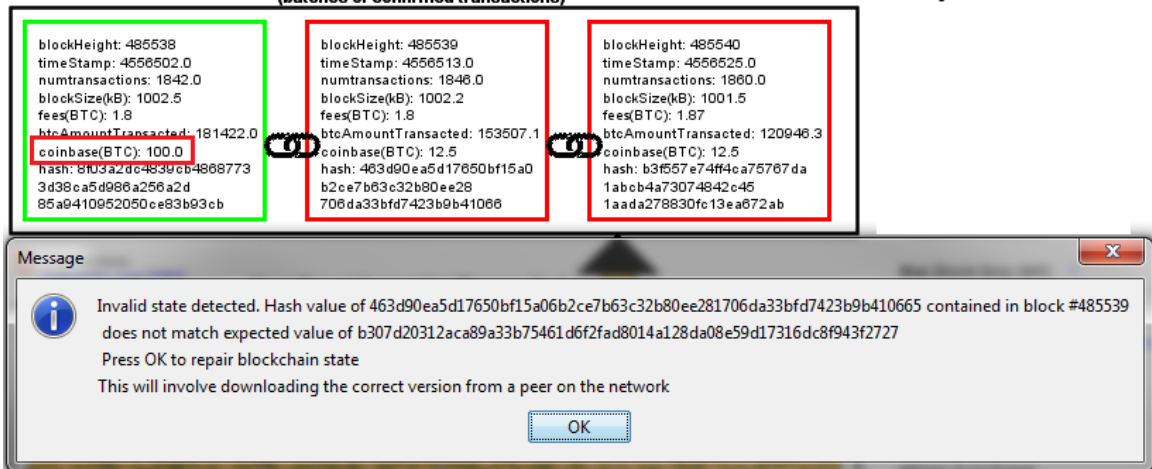 (batches of confirmed transactions)
blockHeight: 485538
timeStamp: 4556502.0
numtransactions: 1842.0
blockSize(kB): 1002.5
fees(BTC): 1.8
btcAmountTransacted: 181422.0
coinbase(BTC): 100.0
hash: 8f03a2dc4839cb4868773
3d38ca5d986a256a2d
85a9410952050ce83b93cb
blockHeight: 485539
timeStamp: 4556513.0
numtransactions: 1846.0
blockSize(kB): 1002.2
fees(BTC): 1.8
btcAmountTransacted: 153507.1
coinbase(BTC): 12.5
hash: 463d90ea5d17650bf15a0
b2ce7b63c32b80ee28
706da33bfd7423b9b41066
blockHeight: 485540
timeStamp: 4556525.0
numtransactions: 1860.0
blockSize(kB): 1001.5
fees(BTC): 1.87
btcAmountTransacted: 120946.3
coinbase(BTC): 12.5
hash: b3f557e74ff4ca75767da
1abcb4a73074842c45
1aada278830fc13ea672ab
Message
Invalid state detected. Hash value of 463d90ea5d17650bf15a06b2ce7b63c32b80ee281706da33bfd7423b9b410665 contained in block #485539
does not match expected value of b307d20312aca89a33b75461d6f2fad8014a128da08e59d17316dc8f943f2727
Press OK to repair blockchain state
This will involve downloading the correct version from a peer on the network
OK